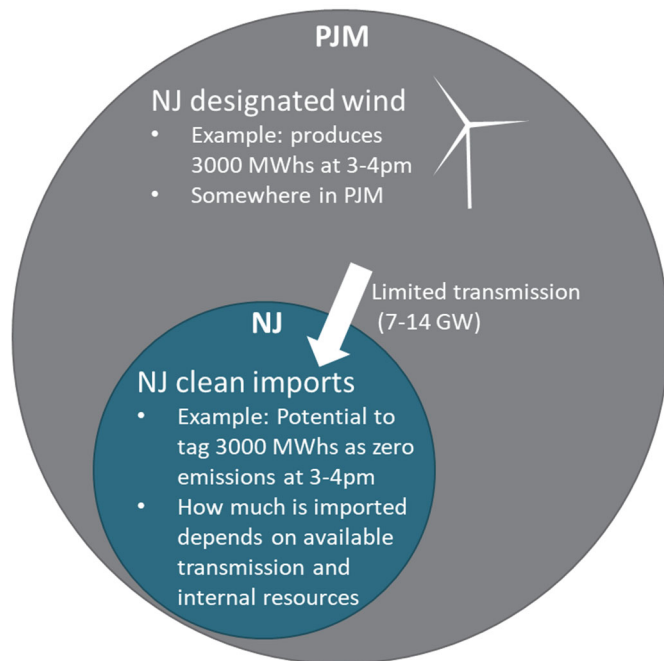 PJM
NJ designated wind
• Example: produces
3000 MWhs at 3-4pm
• Somewhere in PJM
Limited transmission
(7-14 GW)
NJ
NJ clean imports
• Example: Potential to
tag 3000 MWhs as zero
emissions at 3-4pm
• How much is imported
depends on available
transmission and
internal resources